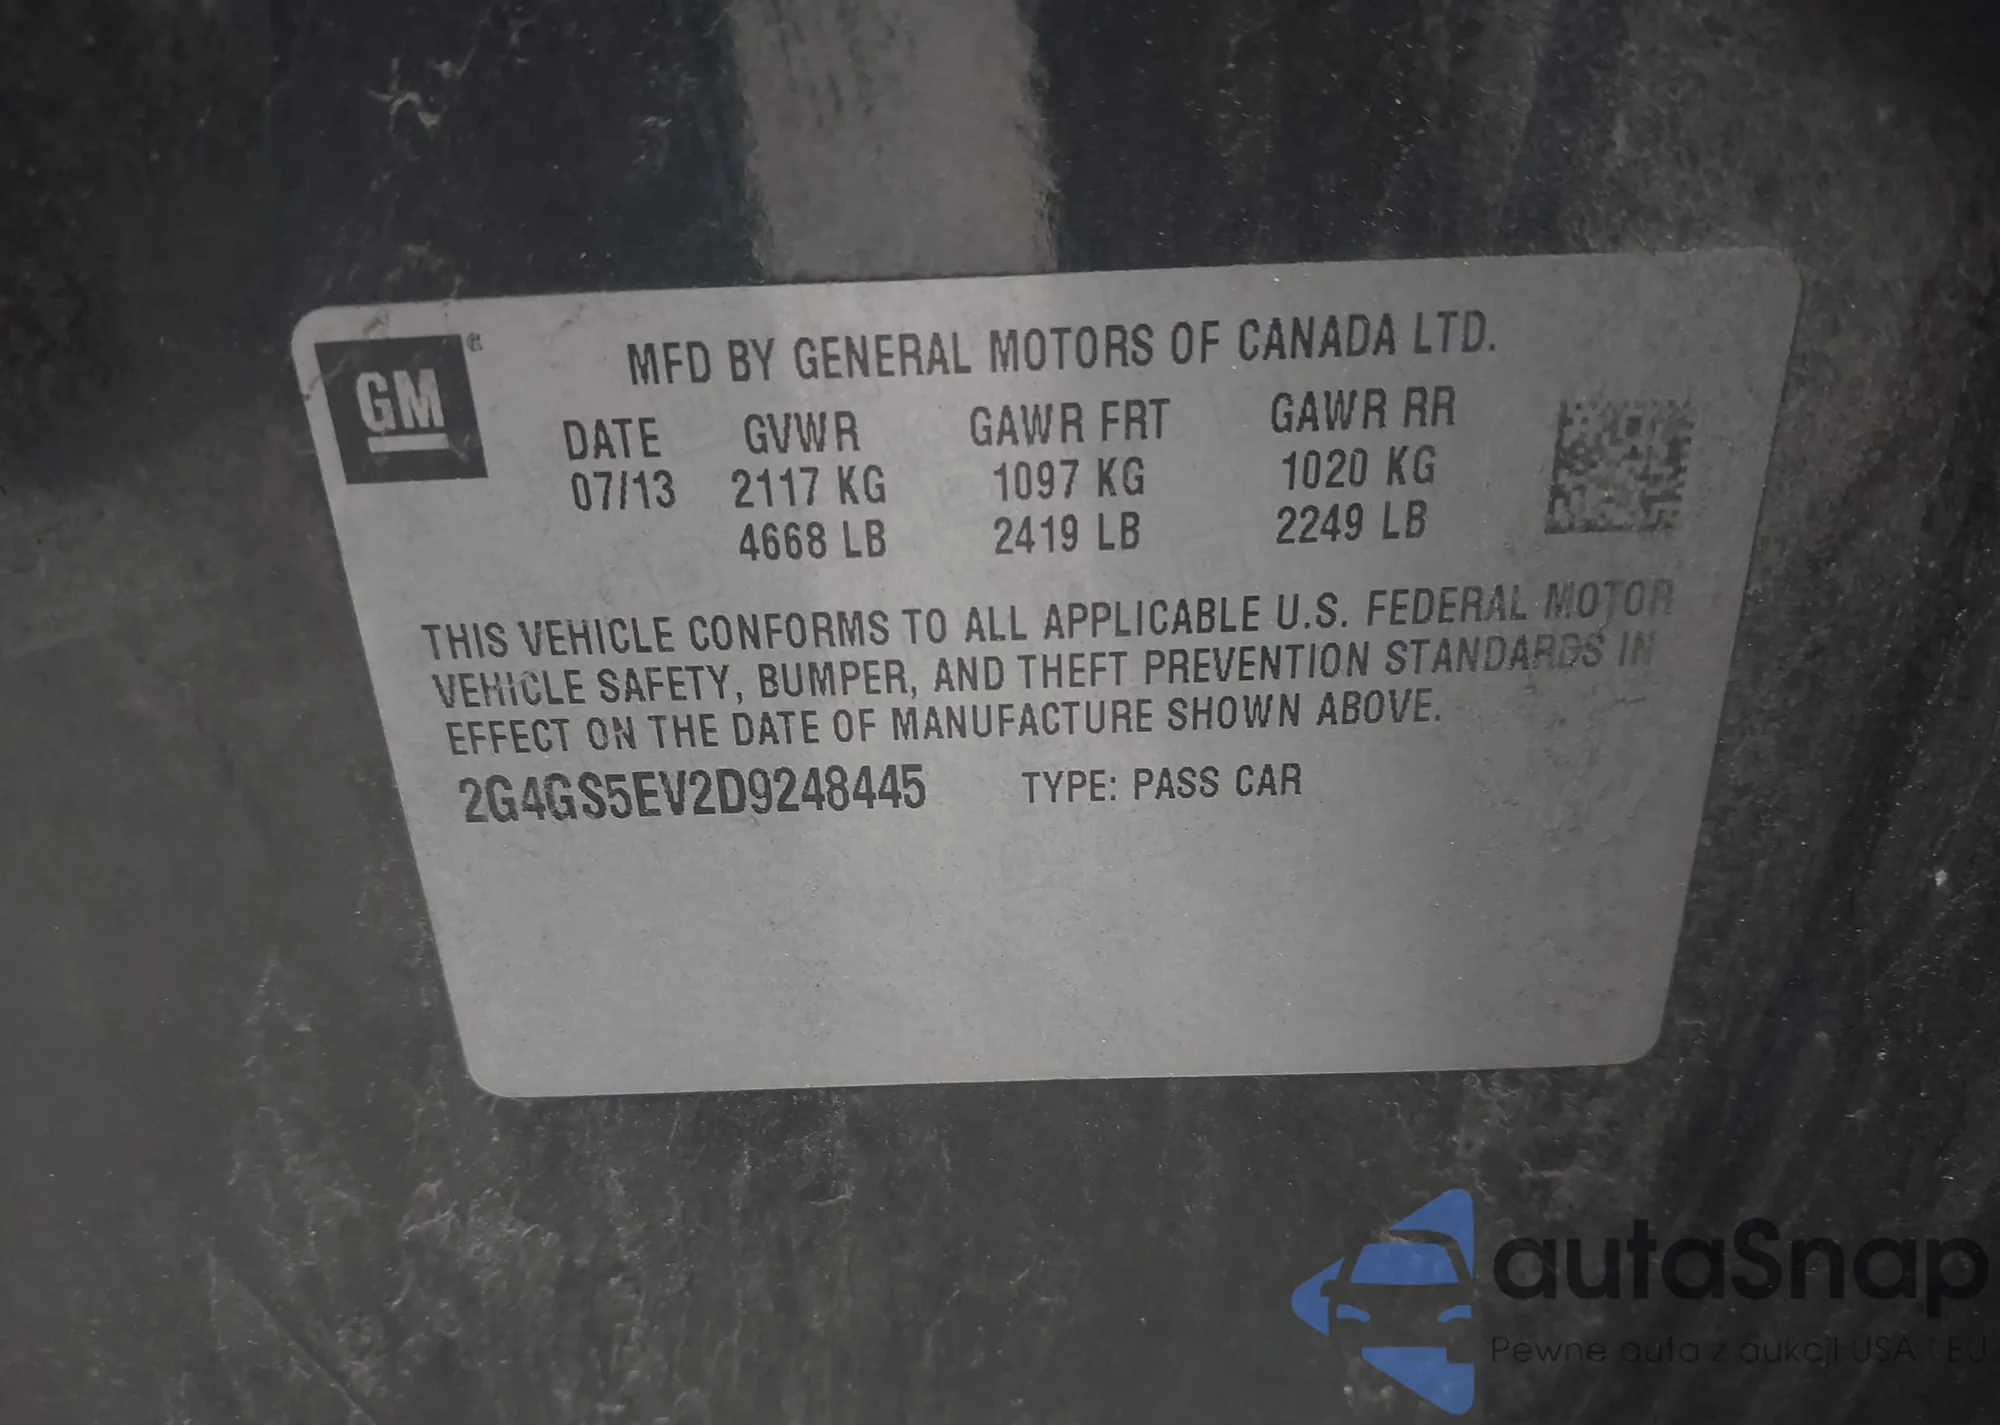 GM ®
MFD BY GENERAL MOTORS OF CANADA LTD.
DATE GVWR GAWR FRT GAWR RR
07/13 2117 KG 1097 KG 1020 KG
4668 LB 2419 LB 2249 LB
THIS VEHICLE CONFORMS TO ALL APPLICABLE U.S. FEDERAL MOTOR
VEHICLE SAFETY, BUMPER, AND THEFT PREVENTION STANDARDS IN
EFFECT ON THE DATE OF MANUFACTURE SHOWN ABOVE.
2G4GS5EV2D9248445 TYPE: PASS CAR
autaSnap
Pewne auta z aukcji USA i EU